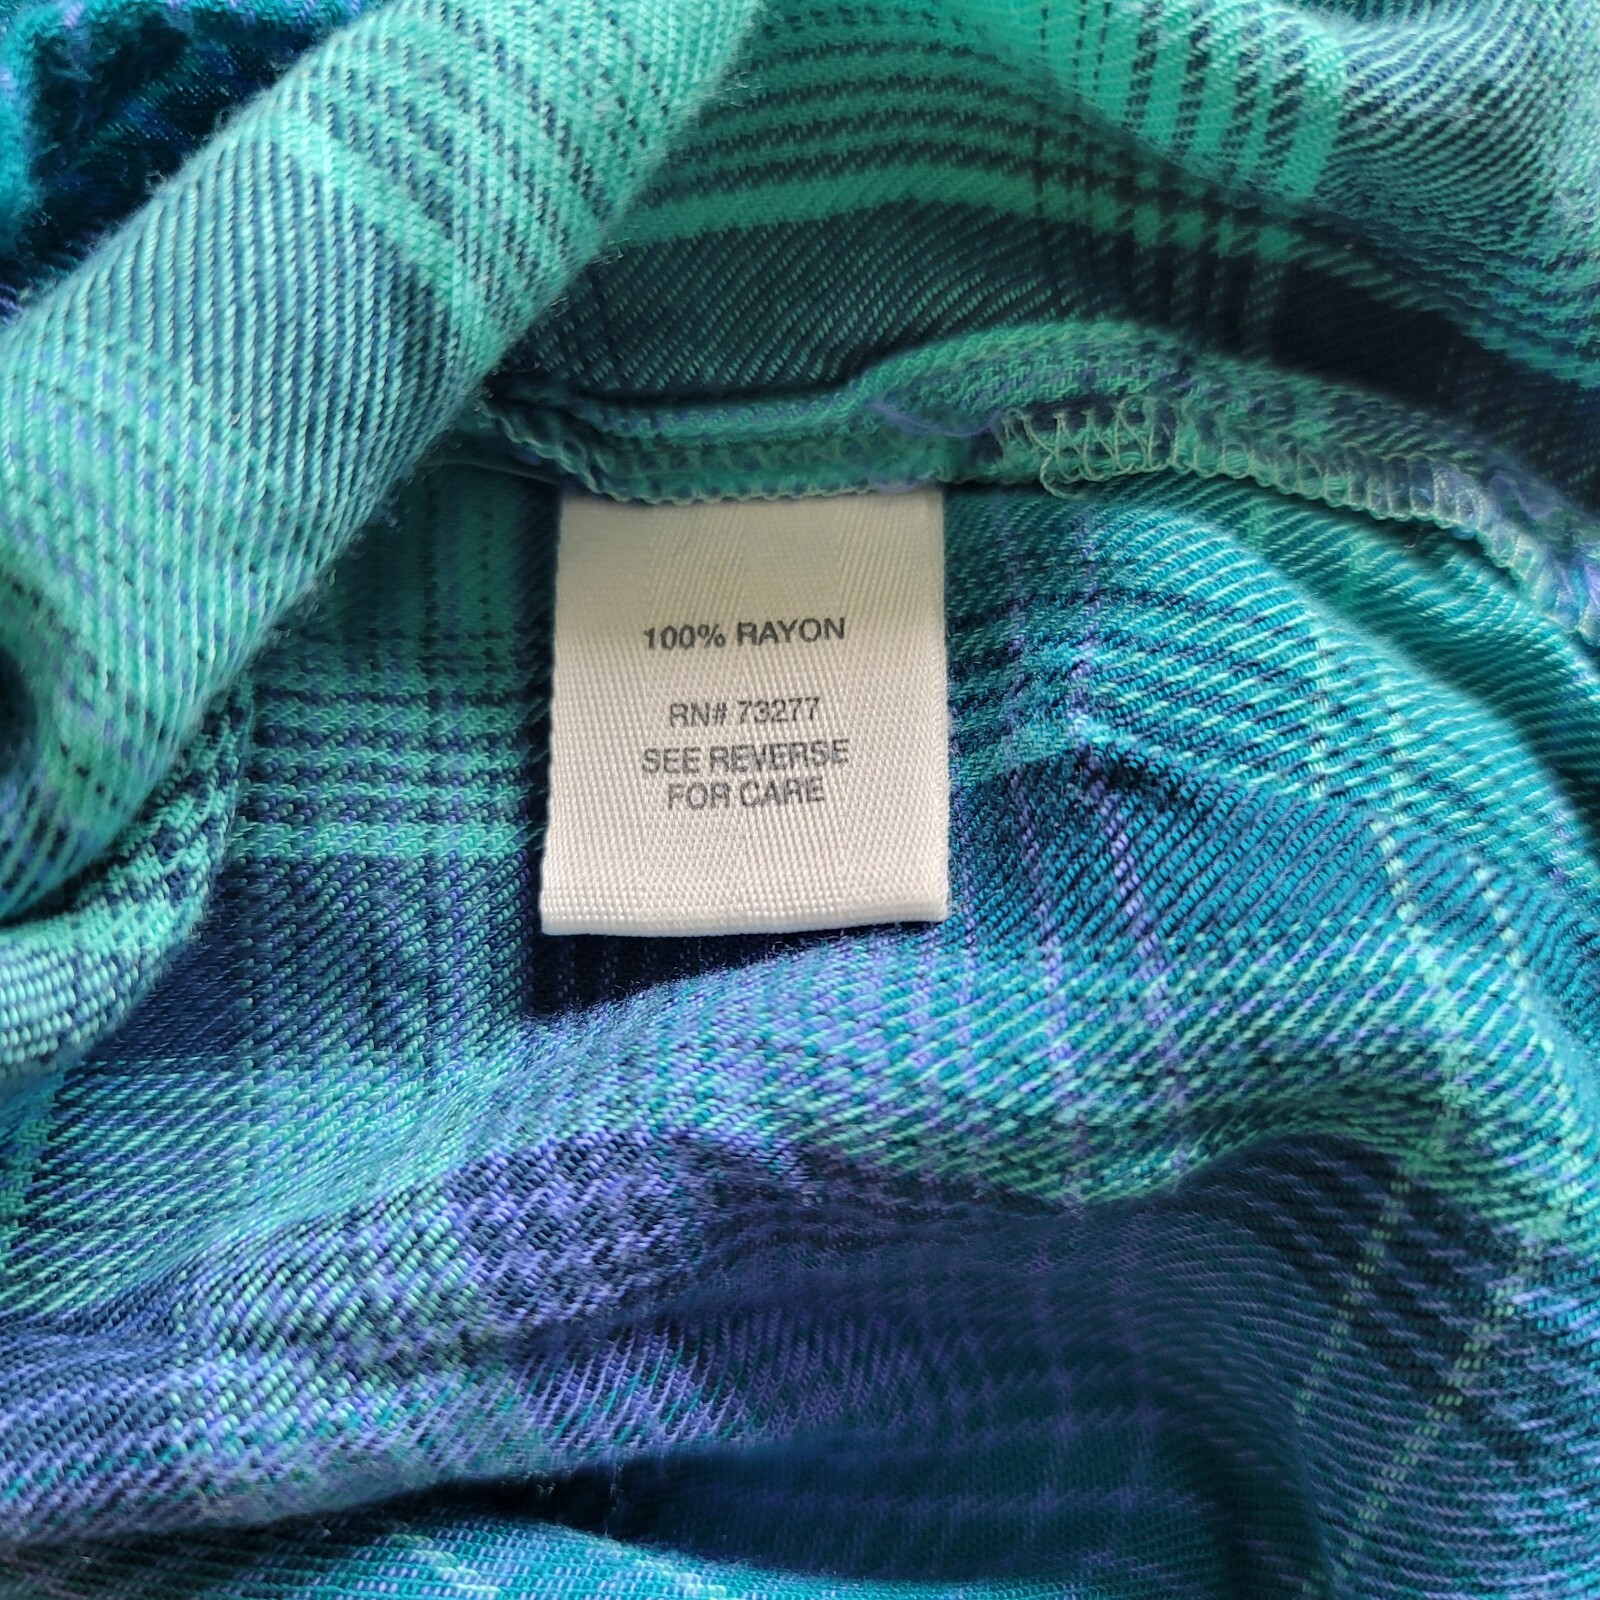 100% RAYON
RN# 73277
SEE REVERSE
FOR CARE